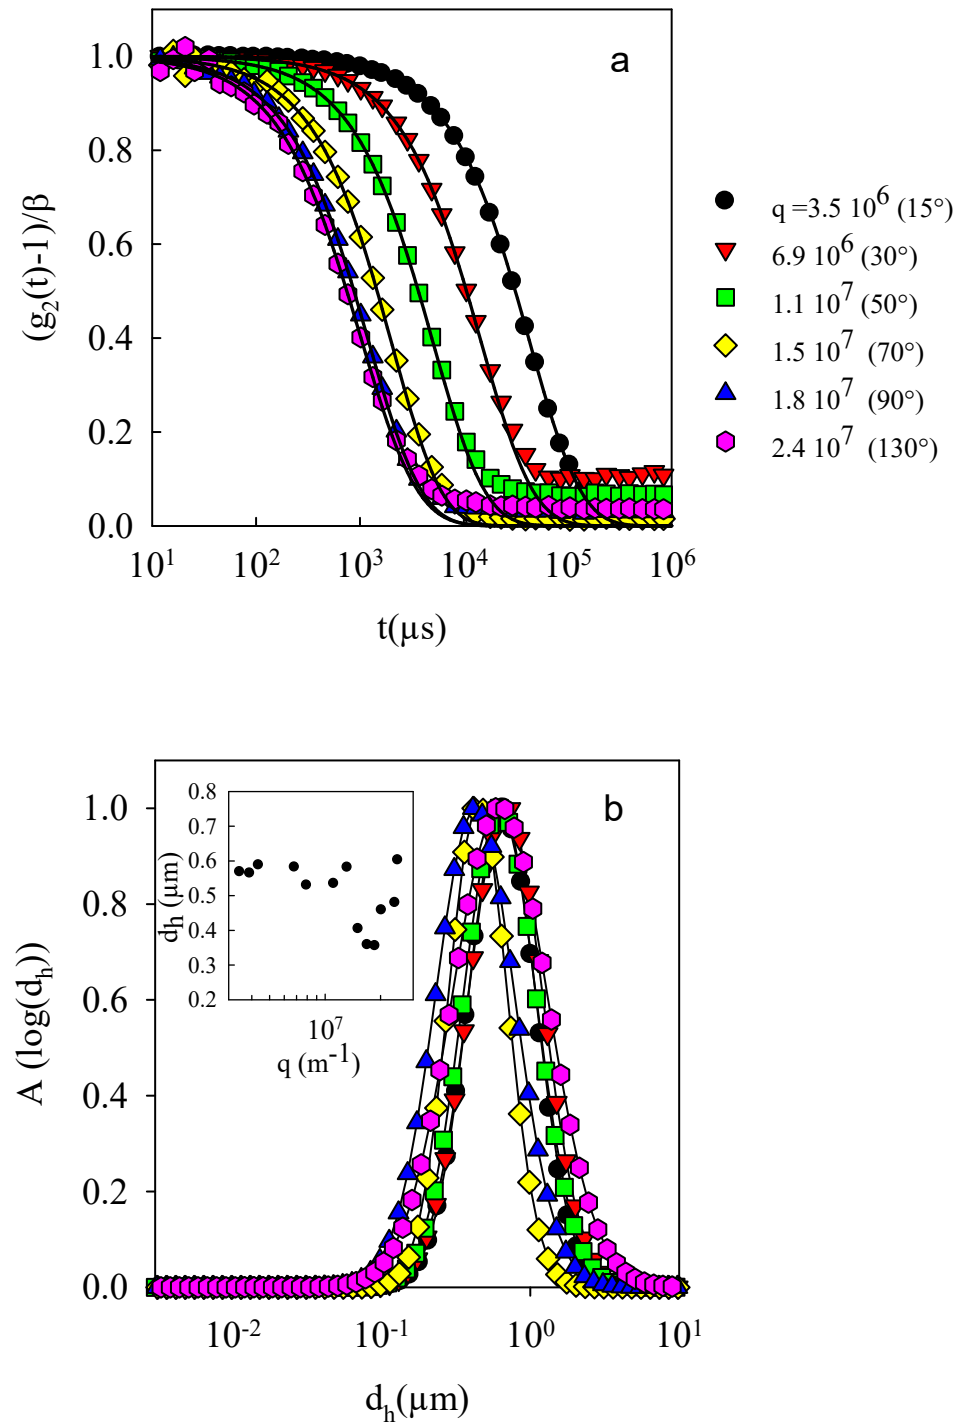 a
1.0
0.8
0.6
0.4
0.2
0.0
(g₂(t)-1)/β
10¹ 10² 10³ 10⁴ 10⁵ 10⁶
t(µs)
q =3.5 10⁶ (15°)
6.9 10⁶ (30°)
1.1 10⁷ (50°)
1.5 10⁷ (70°)
1.8 10⁷ (90°)
2.4 10⁷ (130°)
b
1.0
0.8
0.6
0.4
0.2
0.0
A (log(dₕ))
0.8
0.7
0.6
0.5
0.4
0.3
0.2
dₕ (µm)
10⁷
q (m⁻¹)
10⁻² 10⁻¹ 10⁰ 10¹
dₕ(µm)